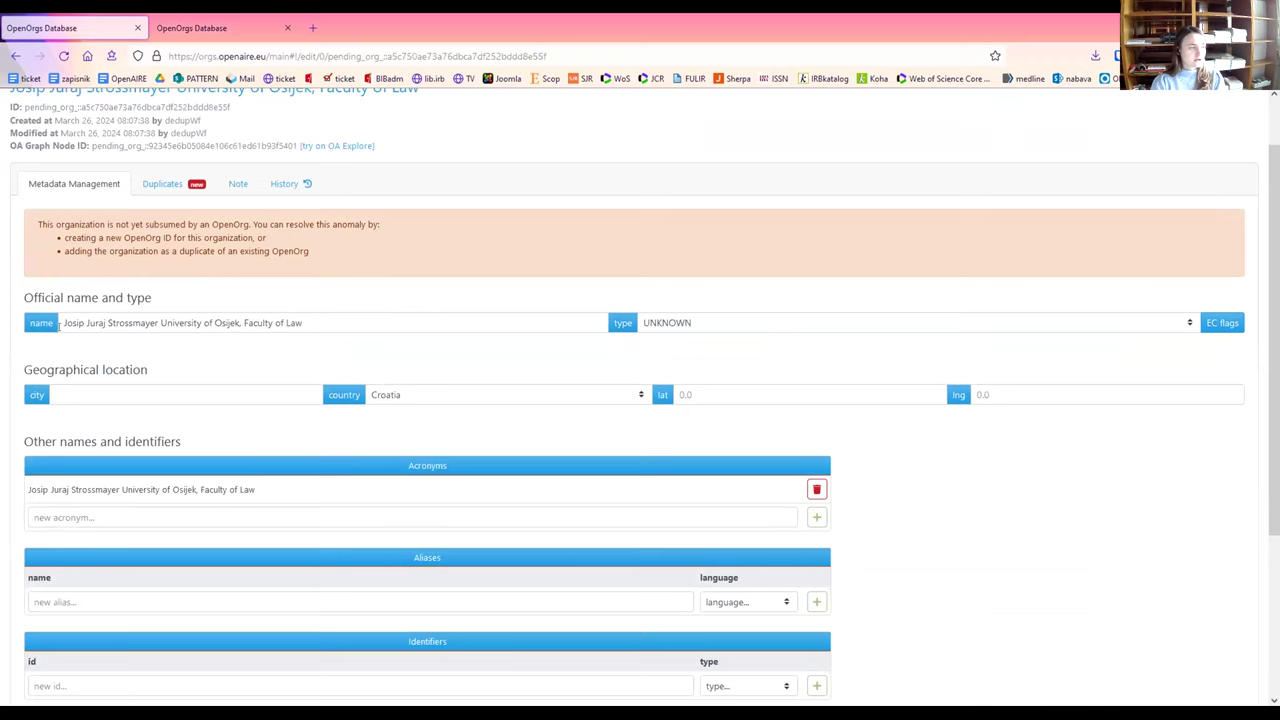 OpenOrgs Database
OpenOrgs Database
https://orgs.openaire.eu/main#!/edit/0/pending_org_::a5c750ae73a76dbca7df252bddd8e55f
ticket zapisnik OpenAIRE PATTERN Mail ticket ticket BIBadm lib.irb TV Joomla Scop SJR WoS JCR FULIR Sherpa ISSN IRBkatalog Koha Web of Science Core ... medline nabava
Josip Juraj Strossmayer University of Osijek, Faculty of Law
ID: pending_org_::a5c750ae73a76dbca7df252bddd8e55f
Created at March 26, 2024 08:07:38 by dedupWf
Modified at March 26, 2024 08:07:38 by dedupWf
OA Graph Node ID: pending_org_::92345e6b05084e106c61ed61b93f5401 [try on OA Explore]
Metadata Management Duplicates new Note History
This organization is not yet subsumed by an OpenOrg. You can resolve this anomaly by:
• creating a new OpenOrg ID for this organization, or
• adding the organization as a duplicate of an existing OpenOrg
Official name and type
name Josip Juraj Strossmayer University of Osijek, Faculty of Law type UNKNOWN EC flags
Geographical location
city country Croatia lat 0.0 lng 0.0
Other names and identifiers
Acronyms
Josip Juraj Strossmayer University of Osijek, Faculty of Law
new acronym...
Aliases
name language
new alias... language...
Identifiers
id type
new id... type...